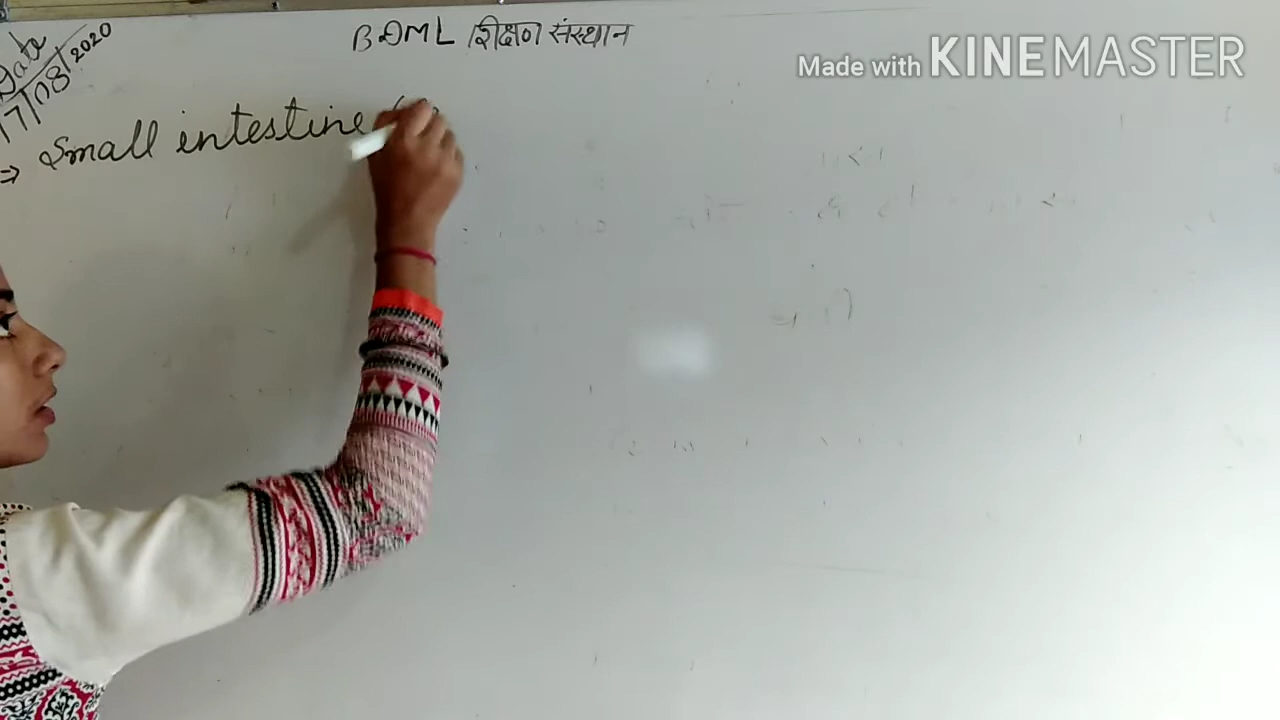 BDML शिक्षण संस्थान
Made with KINEMASTER
Date
17/08/2020
⇒ Small intestine (